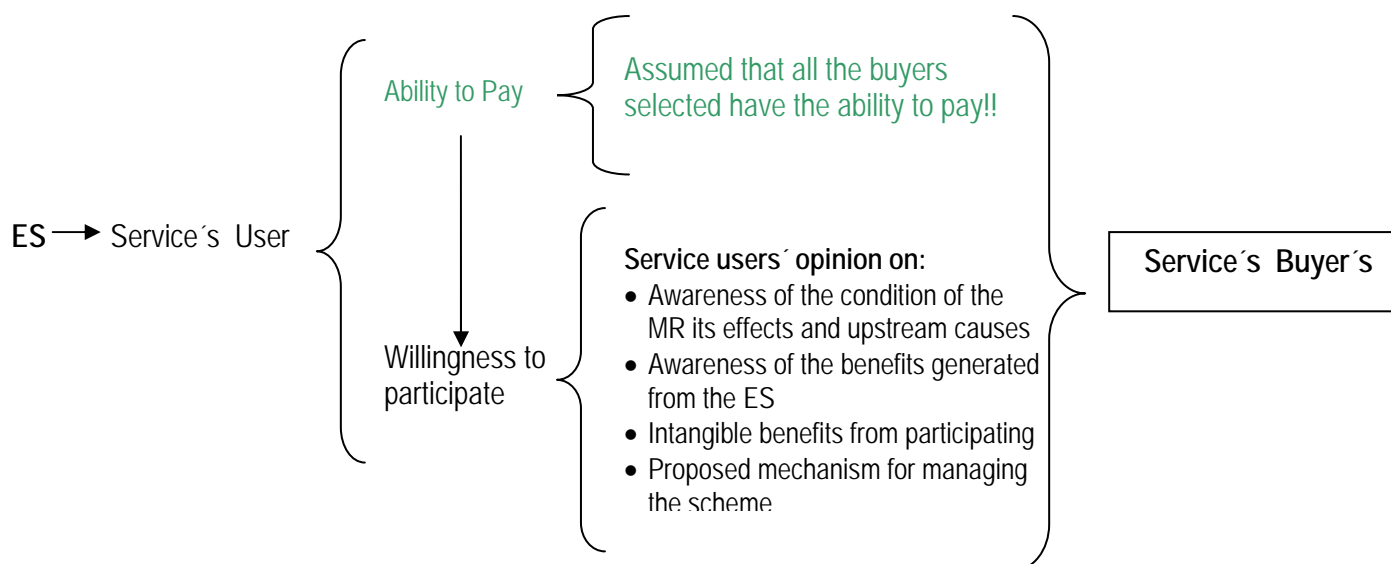 ES
Service´s User
Ability to Pay
Assumed that all the buyers
selected have the ability to pay!!
Willingness to
participate
Service users´ opinion on:
• Awareness of the condition of the
MR its effects and upstream causes
• Awareness of the benefits generated
from the ES
• Intangible benefits from participating
• Proposed mechanism for managing
the scheme
Service´s Buyer´s